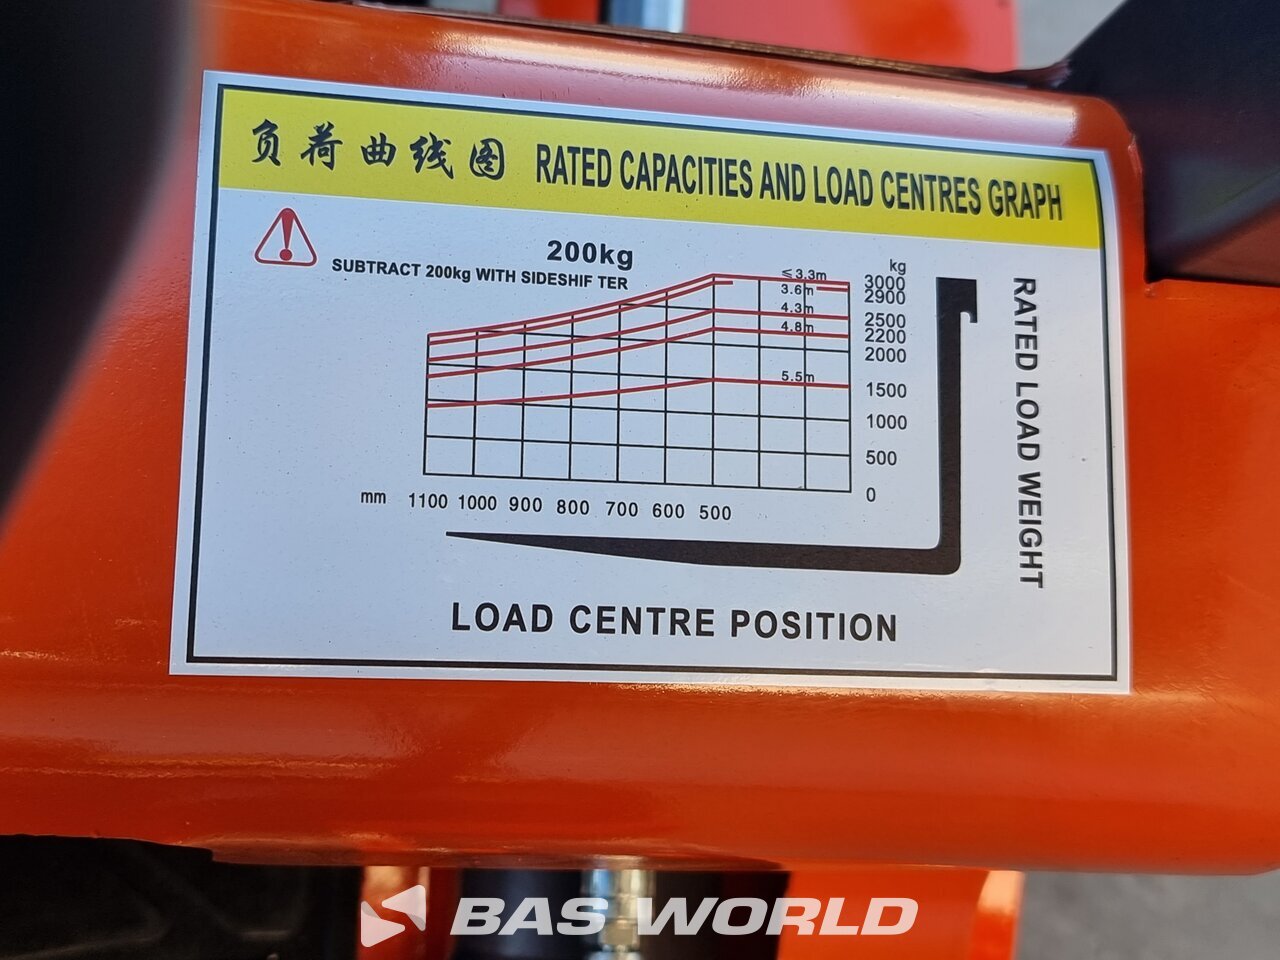 负荷曲线图 RATED CAPACITIES AND LOAD CENTRES GRAPH
200kg
SUBTRACT 200kg WITH SIDESHIF TER
kg
≤3.3m 3000
3.6m 2900
4.3m 2500
4.8m 2200
2000
5.5m 1500
1000
500
0
mm 1100 1000 900 800 700 600 500
RATED LOAD WEIGHT
LOAD CENTRE POSITION
BAS WORLD